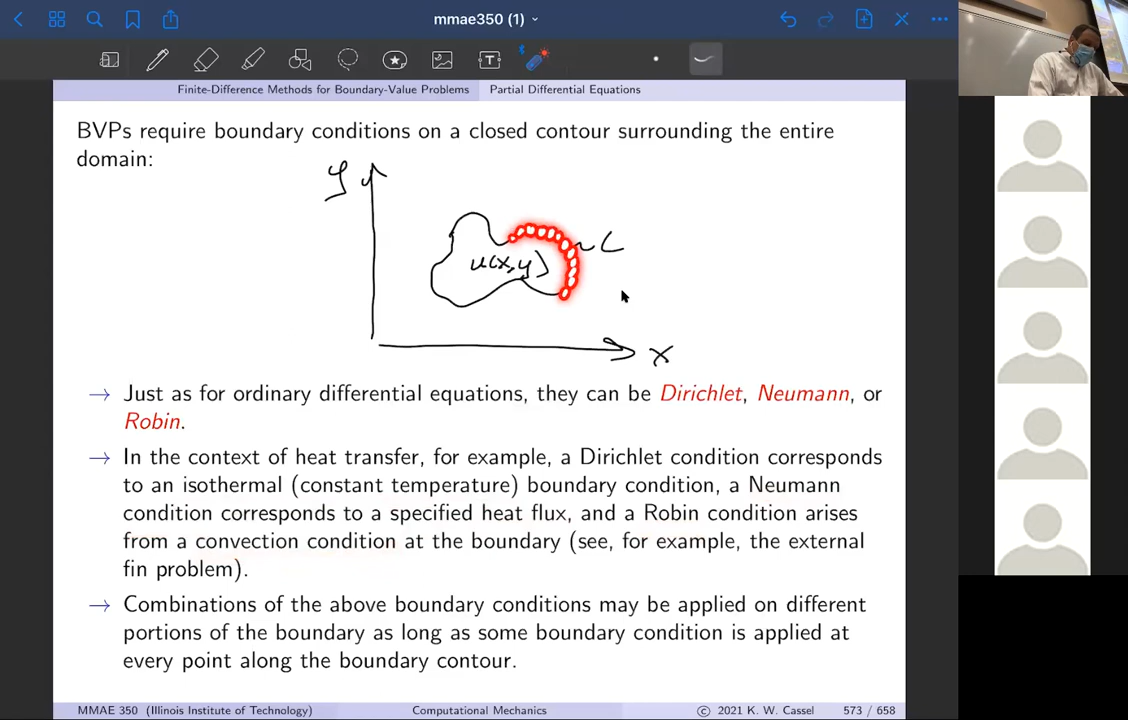 mmae350 (1)
Finite-Difference Methods for Boundary-Value Problems Partial Differential Equations
BVPs require boundary conditions on a closed contour surrounding the entire
domain:
y
C
u(x,y)
x
→ Just as for ordinary differential equations, they can be Dirichlet, Neumann, or
Robin.
→ In the context of heat transfer, for example, a Dirichlet condition corresponds
to an isothermal (constant temperature) boundary condition, a Neumann
condition corresponds to a specified heat flux, and a Robin condition arises
from a convection condition at the boundary (see, for example, the external
fin problem).
→ Combinations of the above boundary conditions may be applied on different
portions of the boundary as long as some boundary condition is applied at
every point along the boundary contour.
MMAE 350 (Illinois Institute of Technology) Computational Mechanics © 2021 K. W. Cassel 573 / 658